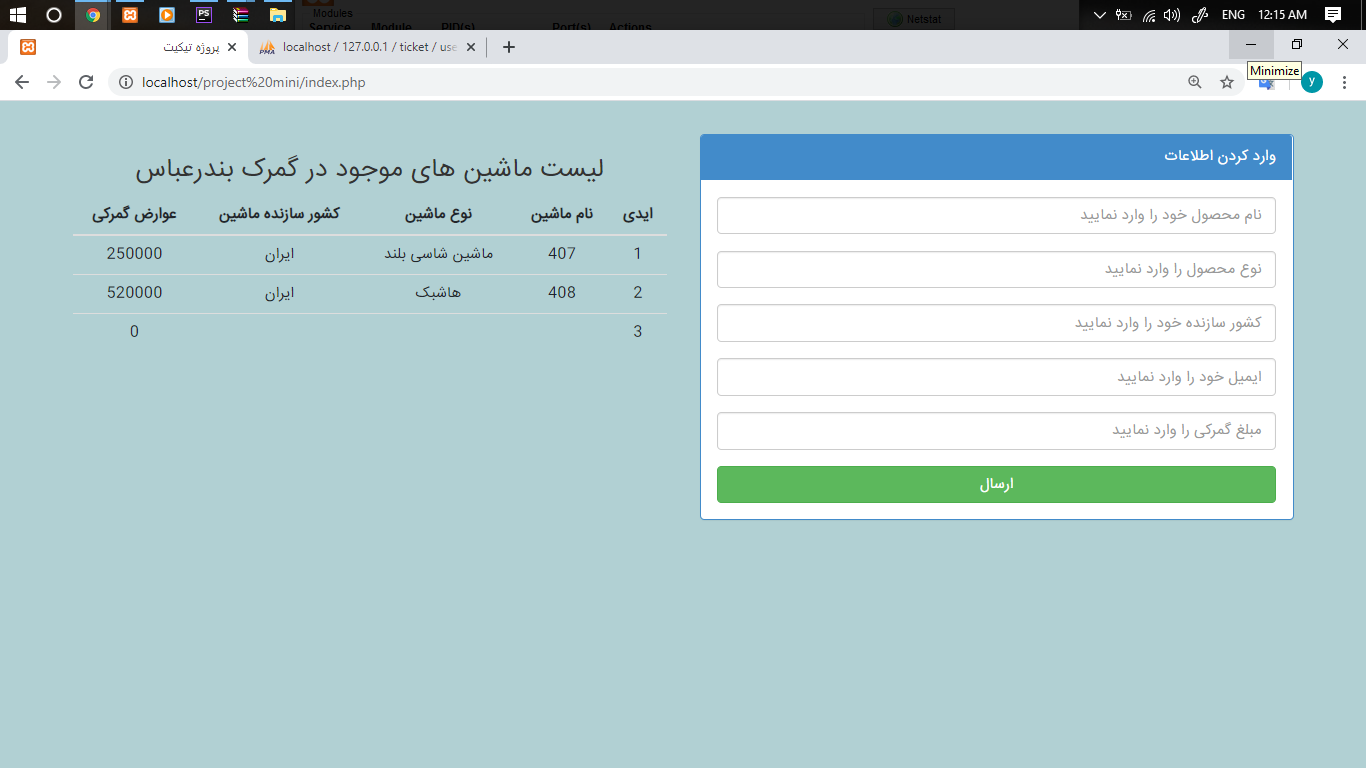 Modules
Service Module PID(s) Port(s) Actions
Netstat
ENG 12:15 AM
پروژه تیکیت
localhost / 127.0.0.1 / ticket / use
Minimize
localhost/project%20mini/index.php
y
وارد کردن اطلاعات
نام محصول خود را وارد نمایید
نوع محصول را وارد نمایید
کشور سازنده خود را وارد نمایید
ایمیل خود را وارد نمایید
مبلغ گمرکی را وارد نمایید
ارسال
لیست ماشین های موجود در گمرک بندرعباس
ایدی نام ماشین نوع ماشین کشور سازنده ماشین عوارض گمرکی
1 407 ماشین شاسی بلند ایران 250000
2 408 هاشبک ایران 520000
3 0